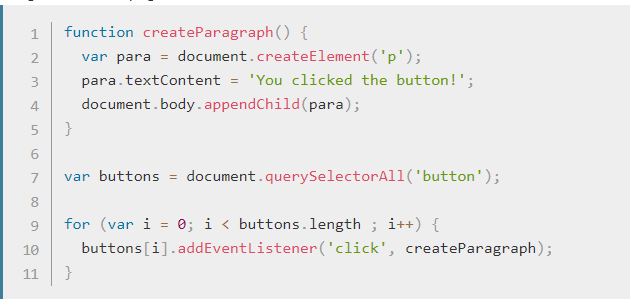 1 function createParagraph() {
2 var para = document.createElement('p');
3 para.textContent = 'You clicked the button!';
4 document.body.appendChild(para);
5 }
6
7 var buttons = document.querySelectorAll('button');
8
9 for (var i = 0; i < buttons.length ; i++) {
10 buttons[i].addEventListener('click', createParagraph);
11 }